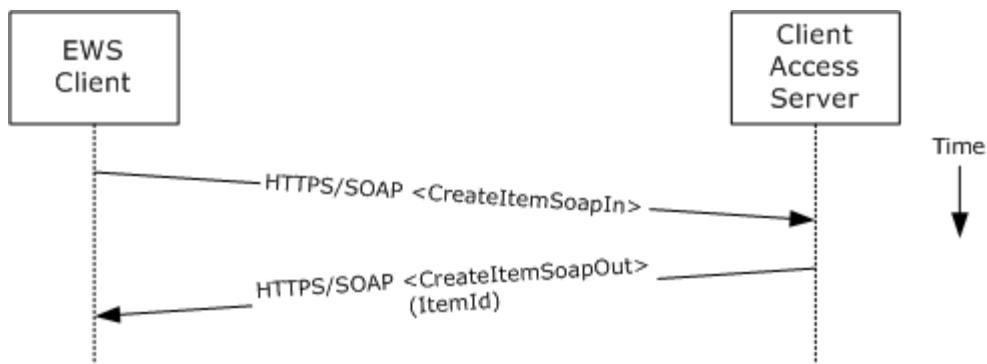 EWS
Client
Client
Access
Server
Time
HTTPS/SOAP <CreateItemSoapIn>
HTTPS/SOAP <CreateItemSoapOut>
(ItemId)